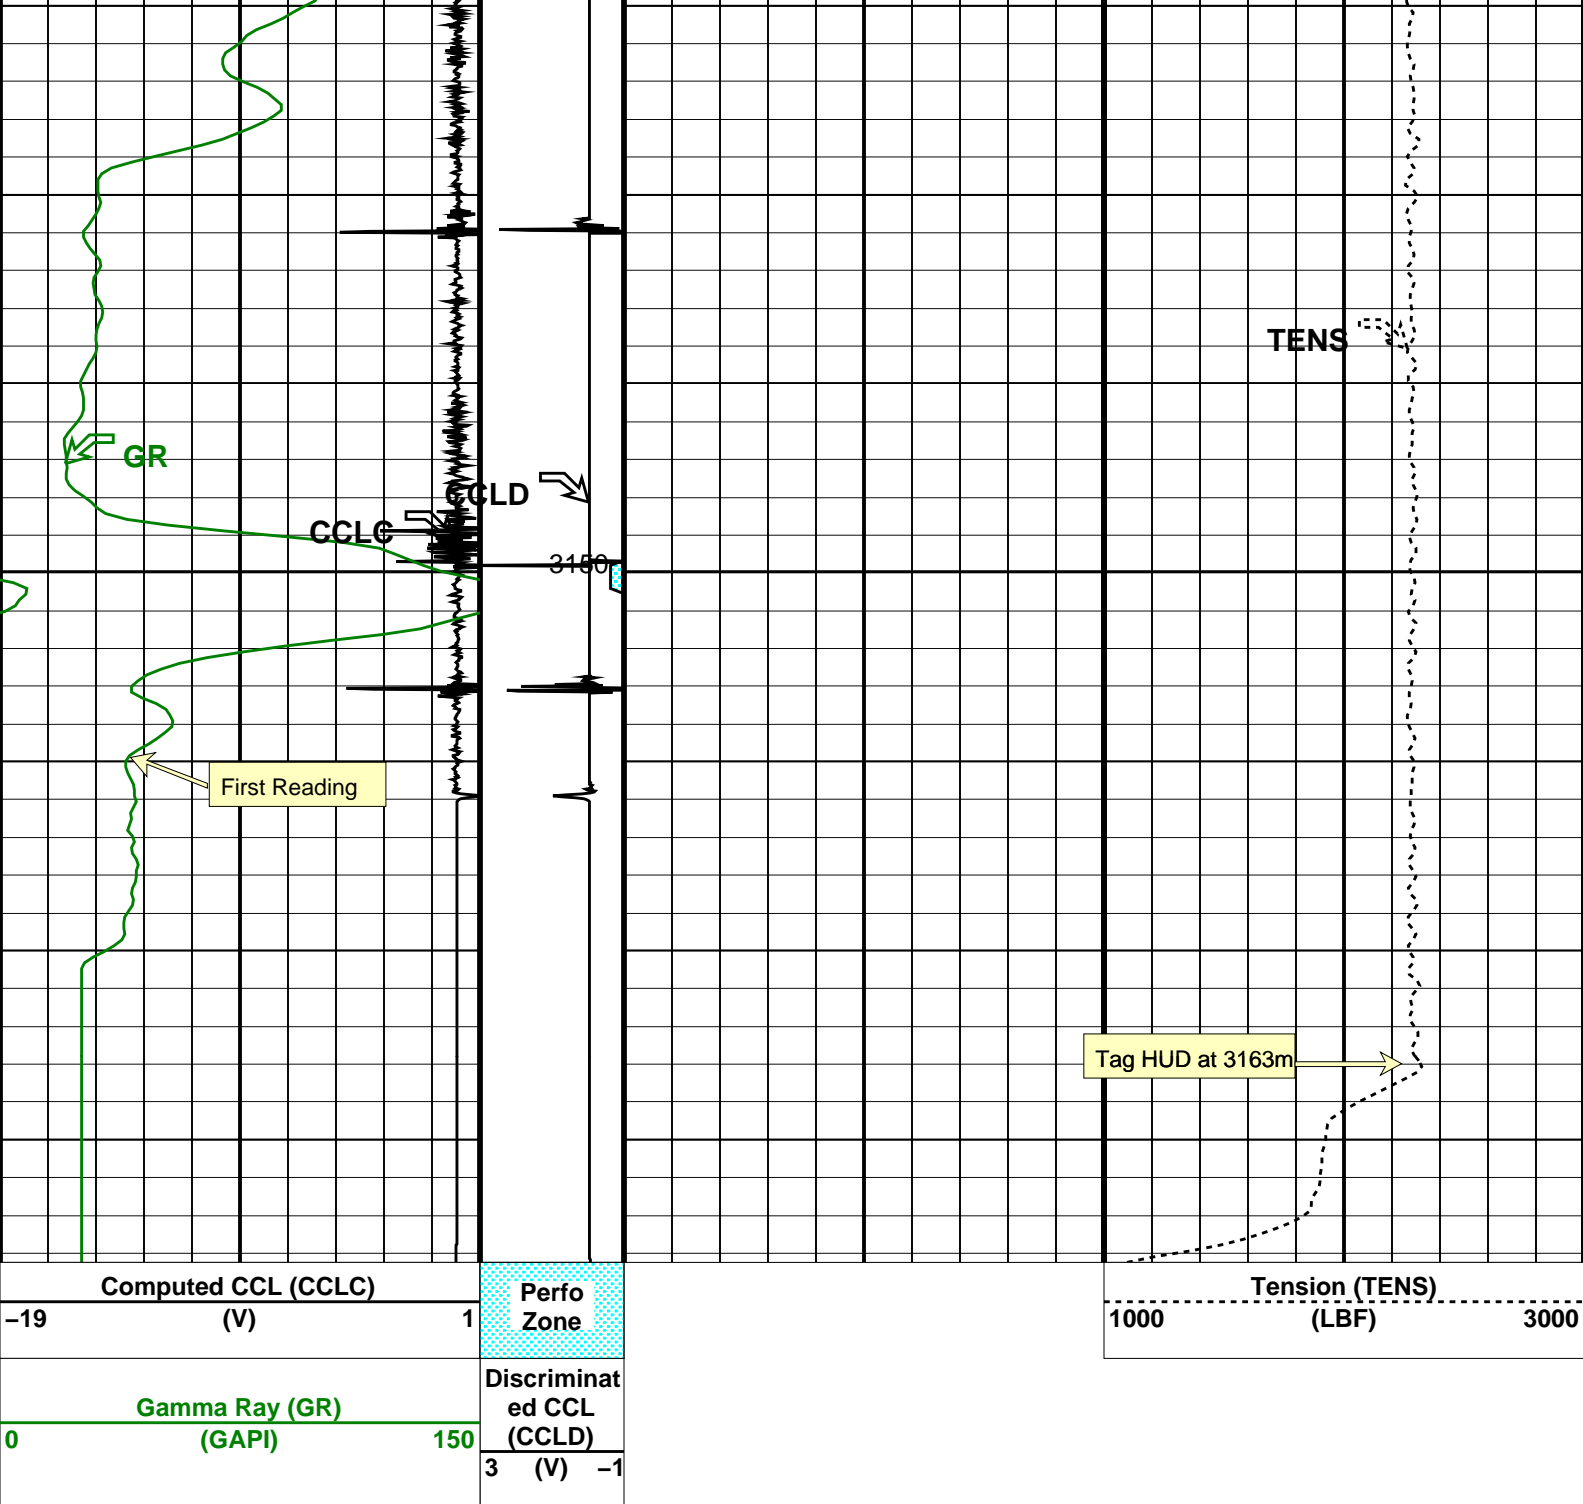 TENS
GR
CCLD
CCLC
3150
First Reading
Tag HUD at 3163m
Computed CCL (CCLC)
−19 (V) 1
Perfo
Zone
Tension (TENS)
1000 (LBF) 3000
Gamma Ray (GR)
0 (GAPI) 150
Discriminat
ed CCL
(CCLD)
3 (V) −1